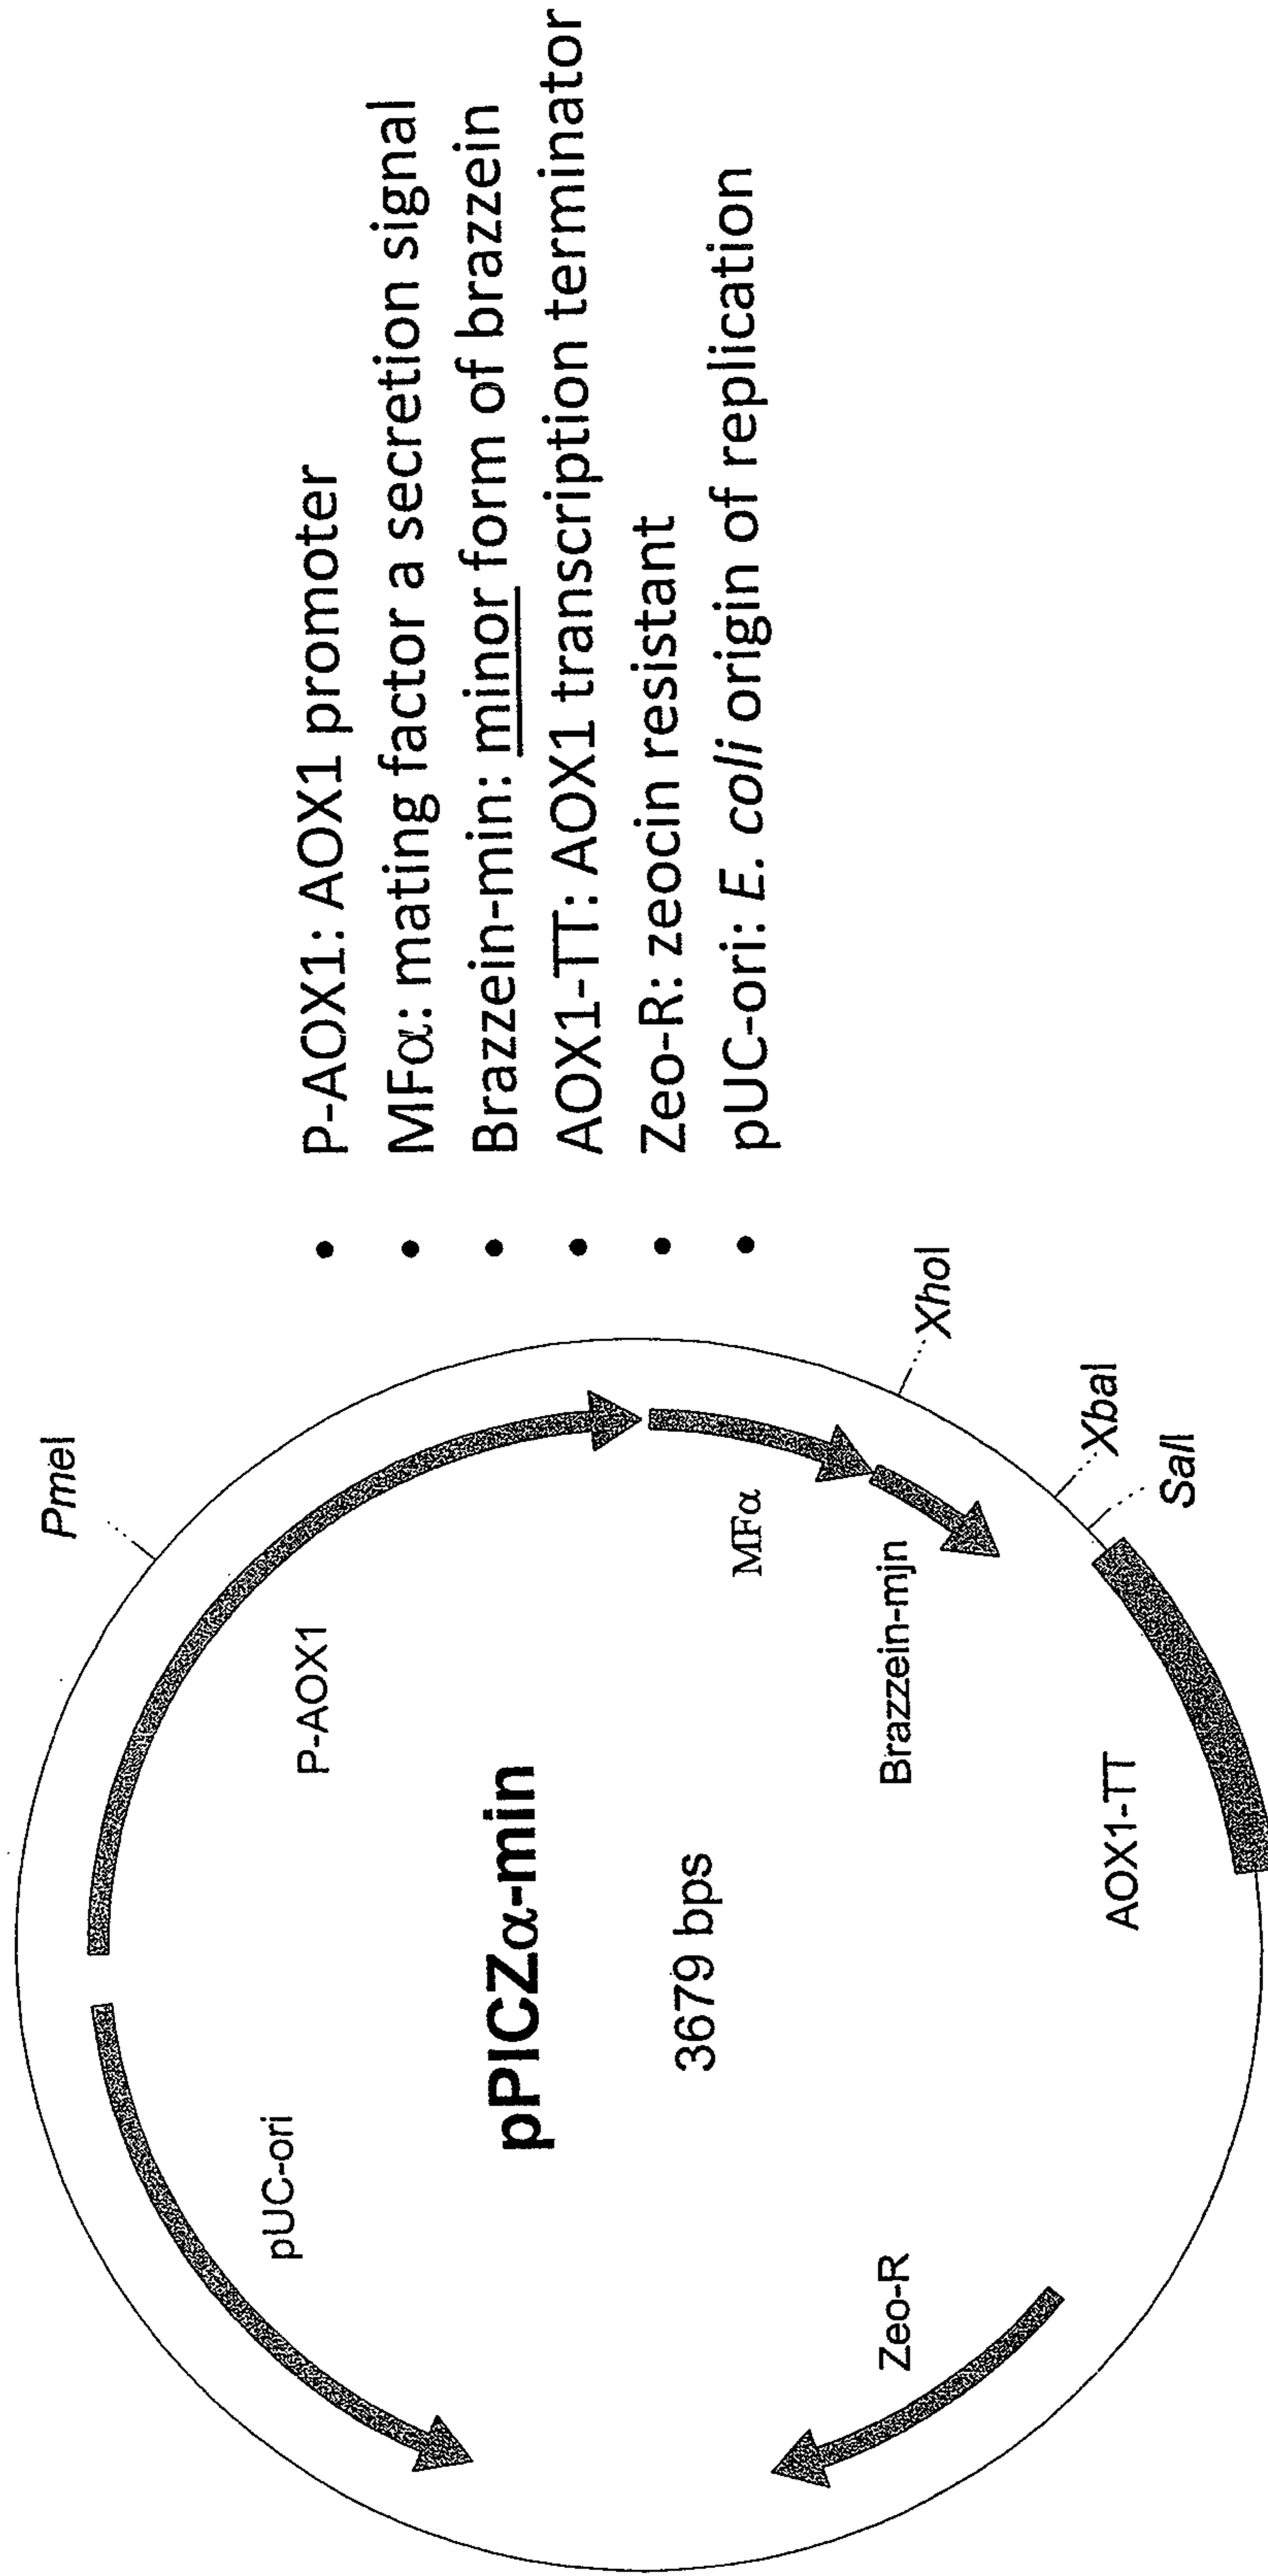 PmeI
pUC-ori
P-AOX1
pPICZα-min
3679 bps
MFα
Zeo-R
Brazzein-mjn
XhoI
AOX1-TT
XbaI
SalI
• P-AOX1: AOX1 promoter
• MFα: mating factor a secretion signal
• Brazzein-min: minor form of brazzein
• AOX1-TT: AOX1 transcription terminator
• Zeo-R: zeocin resistant
• pUC-ori: E. coli origin of replication